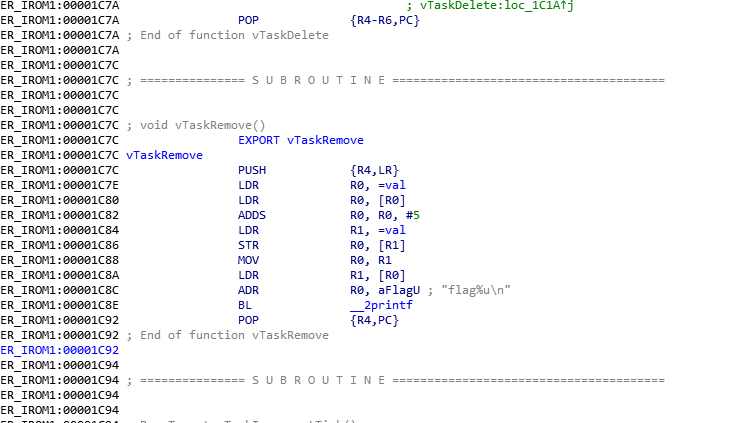 ER_IROM1:00001C7A ; vTaskDelete:loc_1C1A↑j
ER_IROM1:00001C7A POP {R4-R6,PC}
ER_IROM1:00001C7A ; End of function vTaskDelete
ER_IROM1:00001C7A
ER_IROM1:00001C7C
ER_IROM1:00001C7C ; =============== S U B R O U T I N E =======================================
ER_IROM1:00001C7C
ER_IROM1:00001C7C
ER_IROM1:00001C7C ; void vTaskRemove()
ER_IROM1:00001C7C EXPORT vTaskRemove
ER_IROM1:00001C7C vTaskRemove
ER_IROM1:00001C7C PUSH {R4,LR}
ER_IROM1:00001C7E LDR R0, =val
ER_IROM1:00001C80 LDR R0, [R0]
ER_IROM1:00001C82 ADDS R0, R0, #5
ER_IROM1:00001C84 LDR R1, =val
ER_IROM1:00001C86 STR R0, [R1]
ER_IROM1:00001C88 MOV R0, R1
ER_IROM1:00001C8A LDR R1, [R0]
ER_IROM1:00001C8C ADR R0, aFlagU ; "flag%u\n"
ER_IROM1:00001C8E BL __2printf
ER_IROM1:00001C92 POP {R4,PC}
ER_IROM1:00001C92 ; End of function vTaskRemove
ER_IROM1:00001C92
ER_IROM1:00001C94
ER_IROM1:00001C94 ; =============== S U B R O U T I N E =======================================
ER_IROM1:00001C94
ER_IROM1:00001C94